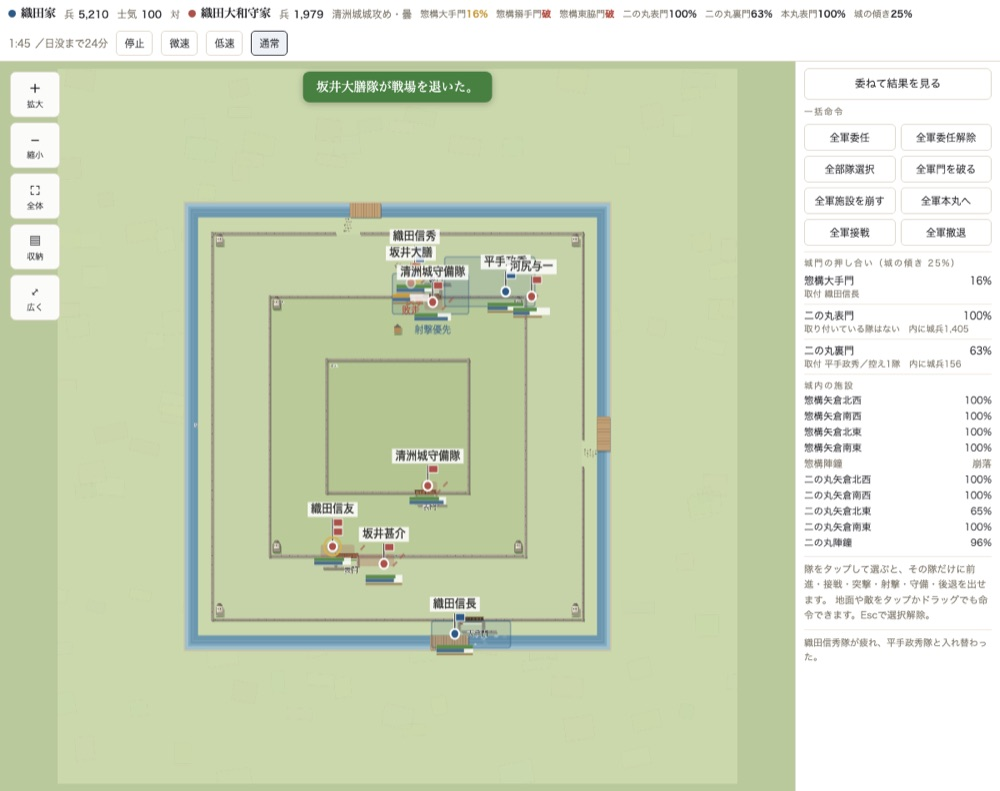 織田家 兵 5,210 士気 100 対 織田大和守家 兵 1,979 清洲城城攻め・曇 惣構大手門16% 惣構搦手門破 惣構東脇門破 二の丸表門100% 二の丸裏門63% 本丸表門100% 城の傾き25%
1:45 ／日没まで24分 停止 微速 低速 通常
坂井大膳隊が戦場を退いた。
＋ 拡大
− 縮小
全体
収納
広く
織田信秀
坂井大膳
清洲城守備隊
平手政秀
河尻与一
射撃優先
清洲城守備隊
織田信友
坂井甚介
織田信長
委ねて結果を見る
一括命令
全軍委任 全軍委任解除
全部隊選択 全軍門を破る
全軍施設を崩す 全軍本丸へ
全軍接戦 全軍撤退
城門の押し合い（城の傾き 25%）
惣構大手門 16%
取付 織田信長
二の丸表門 100%
取り付いている隊はない 内に城兵1,405
二の丸裏門 63%
取付 平手政秀／控え1隊 内に城兵156
城内の施設
惣構矢倉北西 100%
惣構矢倉南西 100%
惣構矢倉北東 100%
惣構矢倉南東 100%
惣構陣鐘 崩落
二の丸矢倉北西 100%
二の丸矢倉南西 100%
二の丸矢倉北東 65%
二の丸矢倉南東 100%
二の丸陣鐘 96%
隊をタップして選ぶと、その隊だけに前
進・接戦・突撃・射撃・守備・後退を出せ
ます。 地面や敵をタップかドラッグでも命
令できます。Escで選択解除。
織田信秀隊が疲れ、平手政秀隊と入れ替わっ
た。